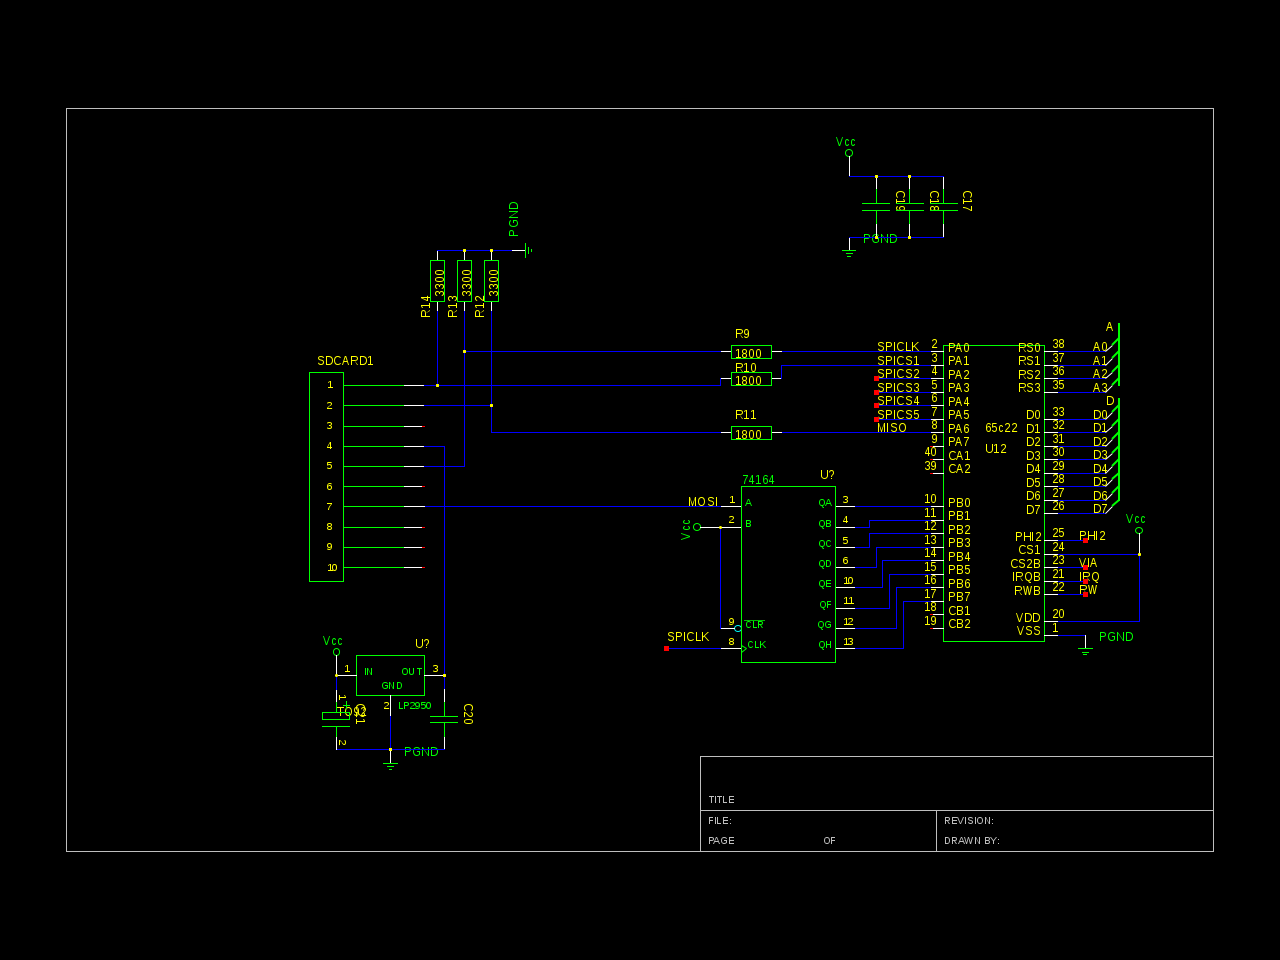 Vcc
C19 C18 C17
PGND
PGND
3300 3300 3300
R14 R13 R12
SDCARD1
1
2
3
4
5
6
7
8
9
10
R9
1800
R10
1800
R11
1800
SPICLK 2 PA0 RS0 38 A0 A
SPICS1 3 PA1 RS1 37 A1
SPICS2 4 PA2 RS2 36 A2
SPICS3 5 PA3 RS3 35 A3
SPICS4 6 PA4 D
SPICS5 7 PA5 D0 33 D0
MISO 8 PA6 65c22 D1 32 D1
9 PA7 D2 31 D2
40 CA1 U12 D3 30 D3
39 CA2 D4 29 D4
D5 28 D5
D6 27 D6
D7 26 D7
10 PB0
11 PB1
12 PB2
13 PB3
14 PB4
15 PB5
16 PB6
17 PB7
18 CB1
19 CB2
Vcc
PHI2 25 PHI2
CS1 24
CS2B 23 VIA
IRQB 21 IRQ
RWB 22 RW
VDD 20
VSS 1
PGND
74164 U?
MOSI 1 A QA 3
Vcc 2 B QB 4
QC 5
QD 6
QE 10
QF 11
9 CLR QG 12
SPICLK 8 CLK QH 13
Vcc U?
1 IN OUT 3
GND
2 LP2950
1 + TO92 C21
2
C20
PGND
TITLE
FILE: REVISION:
PAGE OF DRAWN BY: